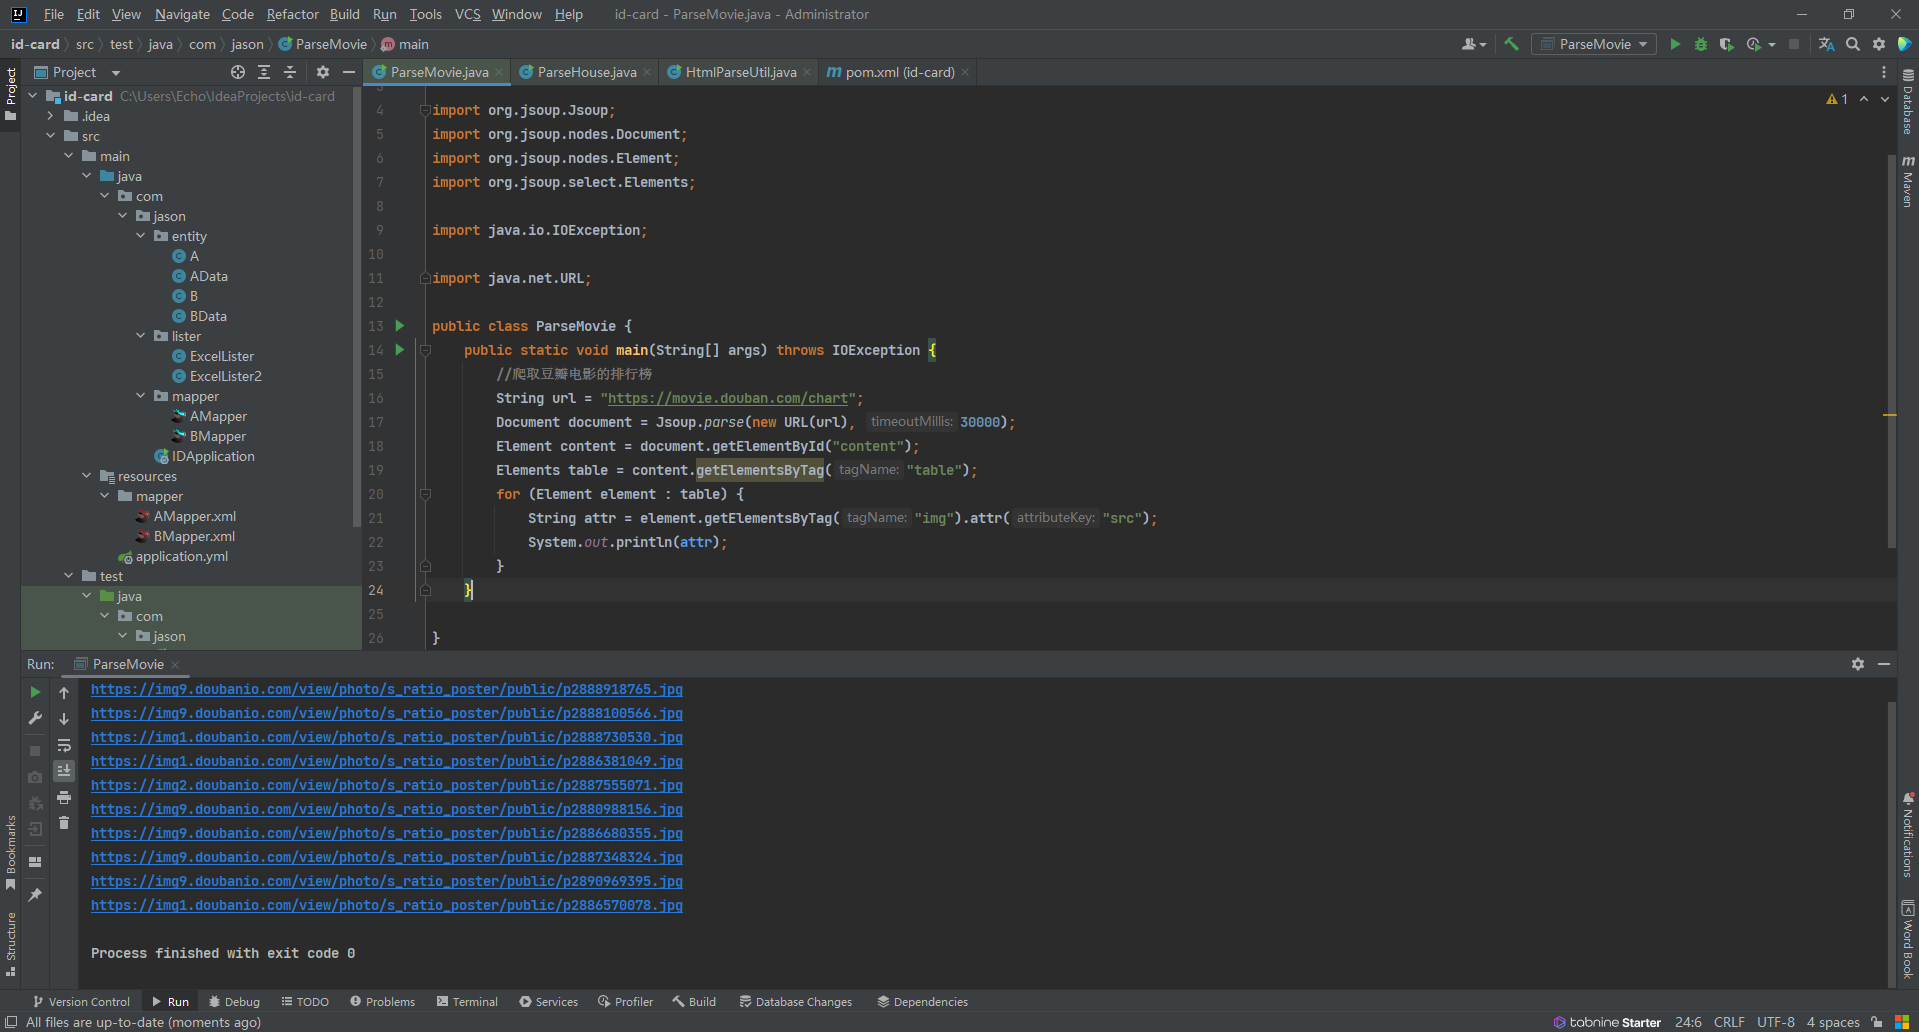 File Edit View Navigate Code Refactor Build Run Tools VCS Window Help id-card - ParseMovie.java - Administrator
id-card src test java com jason ParseMovie main
ParseMovie
Project
ParseMovie.java ParseHouse.java HtmlParseUtil.java pom.xml (id-card)
id-card C:\Users\Echo\IdeaProjects\id-card
.idea
src
main
java
com
jason
entity
A
AData
B
BData
lister
ExcelLister
ExcelLister2
mapper
AMapper
BMapper
IDApplication
resources
mapper
AMapper.xml
BMapper.xml
application.yml
test
java
com
jason
1
3
4 import org.jsoup.Jsoup;
5 import org.jsoup.nodes.Document;
6 import org.jsoup.nodes.Element;
7 import org.jsoup.select.Elements;
8
9 import java.io.IOException;
10
11 import java.net.URL;
12
13 public class ParseMovie {
14 public static void main(String[] args) throws IOException {
15 //爬取豆瓣电影的排行榜
16 String url = "https://movie.douban.com/chart";
17 Document document = Jsoup.parse(new URL(url), timeoutMillis: 30000);
18 Element content = document.getElementById("content");
19 Elements table = content.getElementsByTag( tagName: "table");
20 for (Element element : table) {
21 String attr = element.getElementsByTag( tagName: "img").attr( attributeKey: "src");
22 System.out.println(attr);
23 }
24 }
25
26 }
Run: ParseMovie
https://img9.doubanio.com/view/photo/s_ratio_poster/public/p2888918765.jpg
https://img9.doubanio.com/view/photo/s_ratio_poster/public/p2888100566.jpg
https://img1.doubanio.com/view/photo/s_ratio_poster/public/p2888730530.jpg
https://img1.doubanio.com/view/photo/s_ratio_poster/public/p2886381049.jpg
https://img2.doubanio.com/view/photo/s_ratio_poster/public/p2887555071.jpg
https://img9.doubanio.com/view/photo/s_ratio_poster/public/p2880988156.jpg
https://img9.doubanio.com/view/photo/s_ratio_poster/public/p2886680355.jpg
https://img9.doubanio.com/view/photo/s_ratio_poster/public/p2887348324.jpg
https://img9.doubanio.com/view/photo/s_ratio_poster/public/p2890969395.jpg
https://img1.doubanio.com/view/photo/s_ratio_poster/public/p2886570078.jpg
Process finished with exit code 0
Project
Bookmarks
Structure
Database
Maven
Notifications
Word Book
Version Control Run Debug TODO Problems Terminal Services Profiler Build Database Changes Dependencies
All files are up-to-date (moments ago) tabnine Starter 24:6 CRLF UTF-8 4 spaces